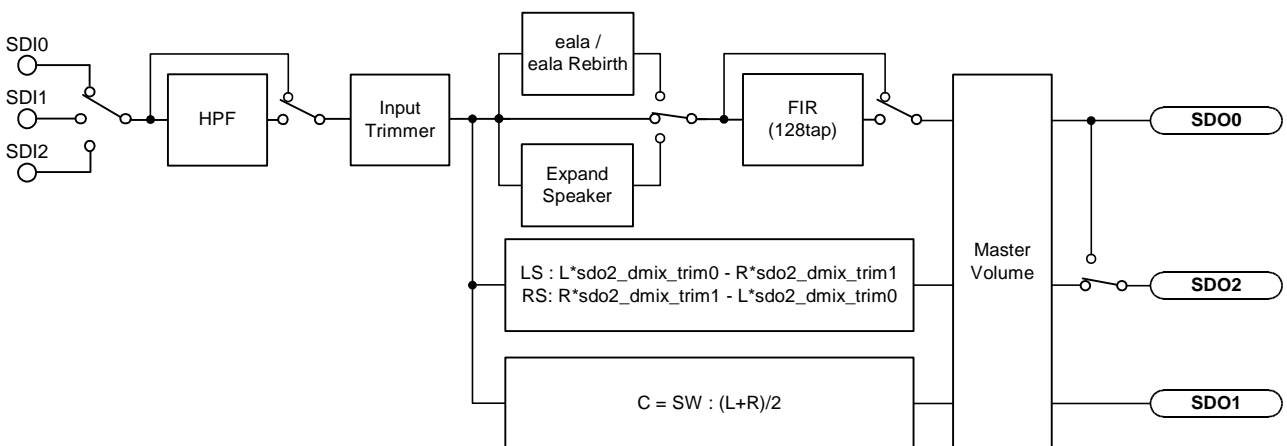 SDI0
SDI1
SDI2
HPF
Input
Trimmer
eala /
eala Rebirth
Expand
Speaker
FIR
(128tap)
LS : L*sdo2_dmix_trim0 - R*sdo2_dmix_trim1
RS: R*sdo2_dmix_trim1 - L*sdo2_dmix_trim0
C = SW : (L+R)/2
Master
Volume
SDO0
SDO2
SDO1